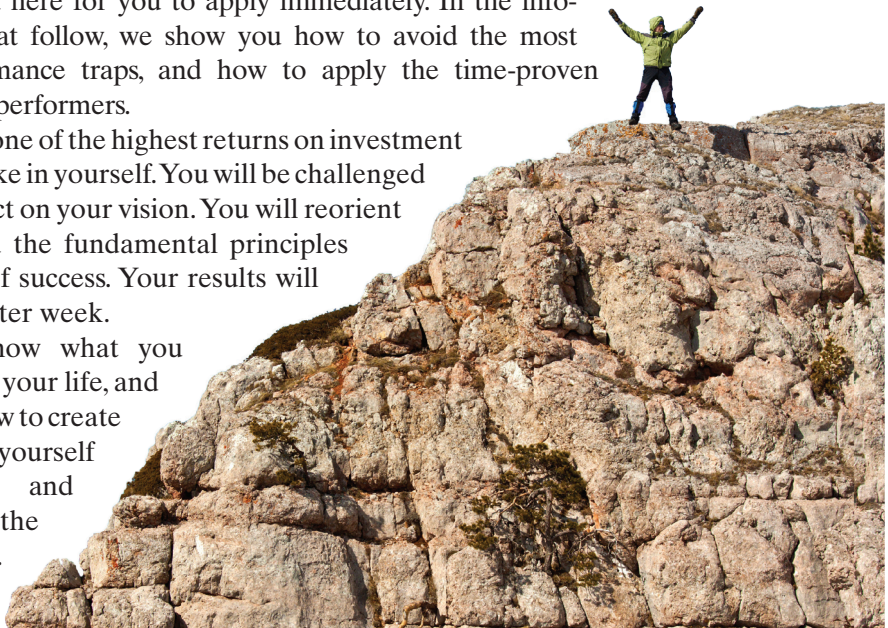 here for you to apply immediately. In the info-
at follow, we show you how to avoid the most
mance traps, and how to apply the time-proven
performers.
one of the highest returns on investment
ke in yourself. You will be challenged
ct on your vision. You will reorient
the fundamental principles
f success. Your results will
ter week.
now what you
your life, and
w to create
yourself
and
the
.